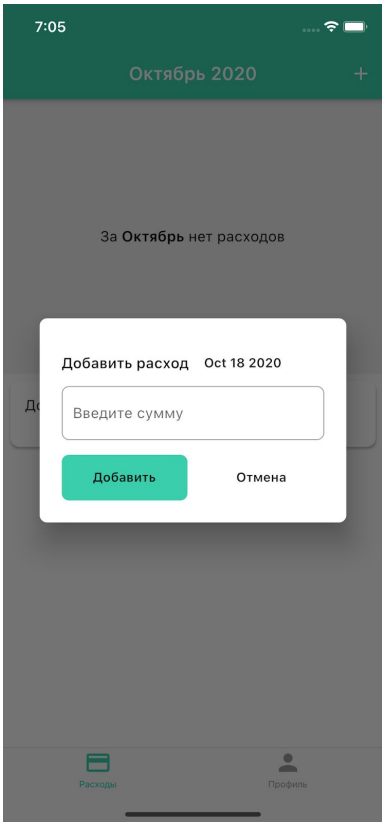 7:05
Октябрь 2020
За Октябрь нет расходов
Добавить расход Oct 18 2020
Введите сумму
Добавить Отмена
Расходы Профиль